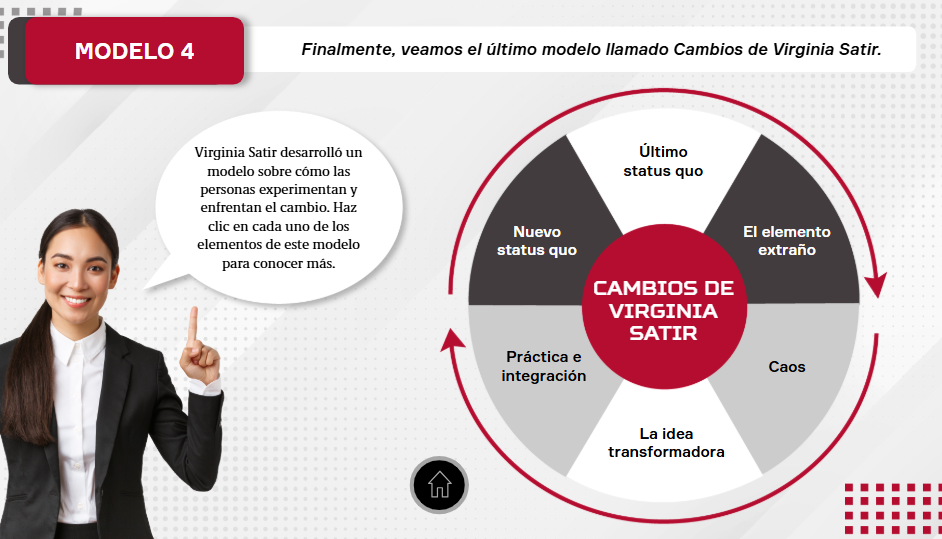 MODELO 4
Finalmente, veamos el último modelo llamado Cambios de Virginia Satir.
Virginia Satir desarrolló un
modelo sobre cómo las
personas experimentan y
enfrentan el cambio. Haz
clic en cada uno de los
elementos de este modelo
para conocer más.
Último
status quo
El elemento
extraño
Caos
La idea
transformadora
Práctica e
integración
Nuevo
status quo
CAMBIOS DE
VIRGINIA
SATIR